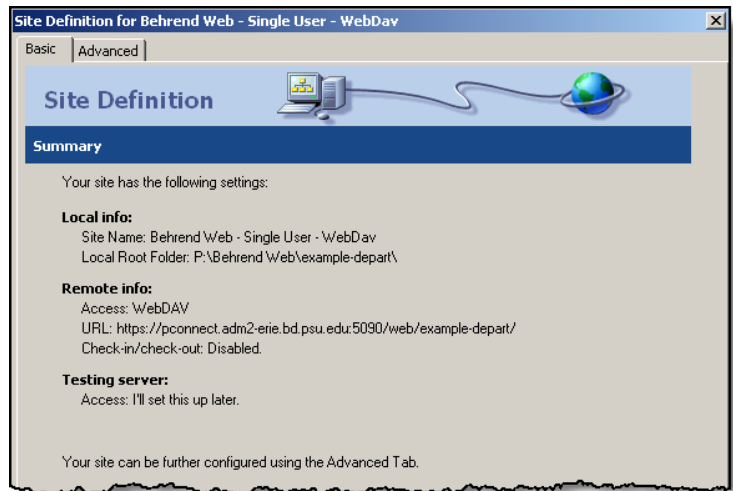 Site Definition for Behrend Web - Single User - WebDav
Basic
Advanced
Site Definition
Summary
Your site has the following settings:
Local info:
Site Name: Behrend Web - Single User - WebDav
Local Root Folder: P:\Behrend Web\example-depart\
Remote info:
Access: WebDAV
URL: https://pconnect.adm2-erie.bd.psu.edu:5090/web/example-depart/
Check-in/check-out: Disabled.
Testing server:
Access: I'll set this up later.
Your site can be further configured using the Advanced Tab.